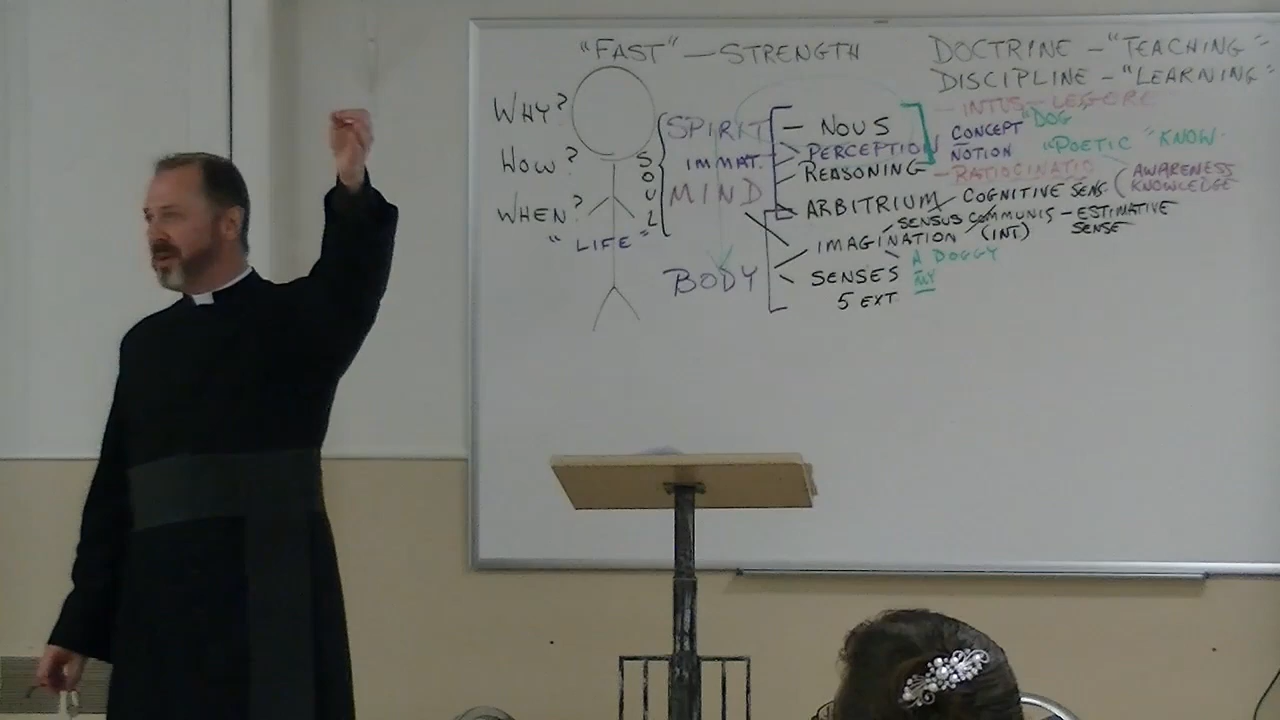 "FAST" — STRENGTH
DOCTRINE - "TEACHING"
DISCIPLINE - "LEARNING"
WHY?
HOW?
WHEN?
"LIFE"
SOUL
SPIRIT
IMMAT.
MIND
BODY
— NOUS
PERCEPTION
REASONING
ARBITRIUM
IMAGINATION (INT)
SENSES
5 EXT
- INTUS - LEGERE
CONCEPT "DOG
NOTION
"POETIC "KNOW.
- RATIOCINATIO
AWARENESS
KNOWLEDGE
COGNITIVE SENS
SENSUS COMMUNIS - ESTIMATIVE
SENSE
A DOGGY
MY